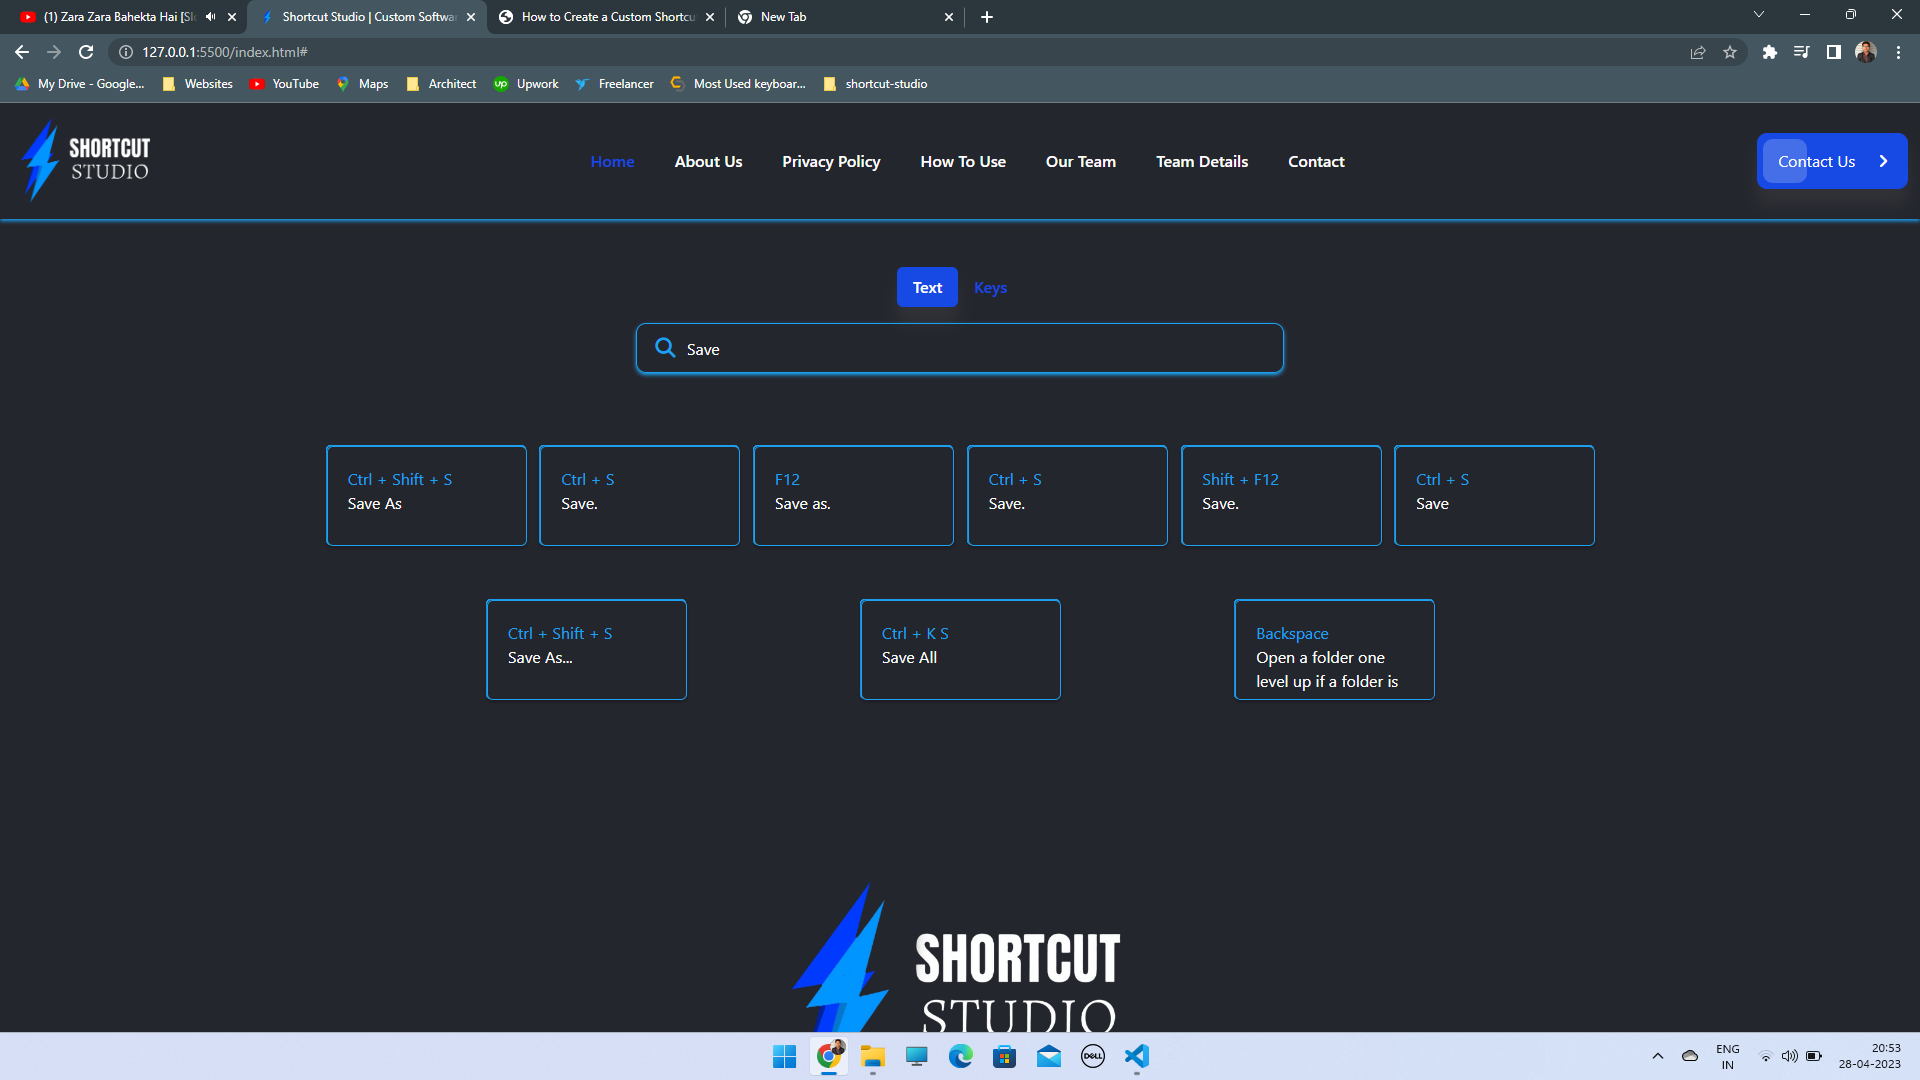 (1) Zara Zara Bahekta Hai [Slo
Shortcut Studio | Custom Softwar
How to Create a Custom Shortcu
New Tab
127.0.0.1:5500/index.html#
My Drive - Google...
Websites
YouTube
Maps
Architect
up
Upwork
Freelancer
Most Used keyboar...
shortcut-studio
SHORTCUT
STUDIO
Home
About Us
Privacy Policy
How To Use
Our Team
Team Details
Contact
Contact Us
Text
Keys
Save
Ctrl + Shift + S
Save As
Ctrl + S
Save.
F12
Save as.
Ctrl + S
Save.
Shift + F12
Save.
Ctrl + S
Save
Ctrl + Shift + S
Save As...
Ctrl + K S
Save All
Backspace
Open a folder one
level up if a folder is
SHORTCUT
STUDIO
DELL
ENG
IN
20:53
28-04-2023